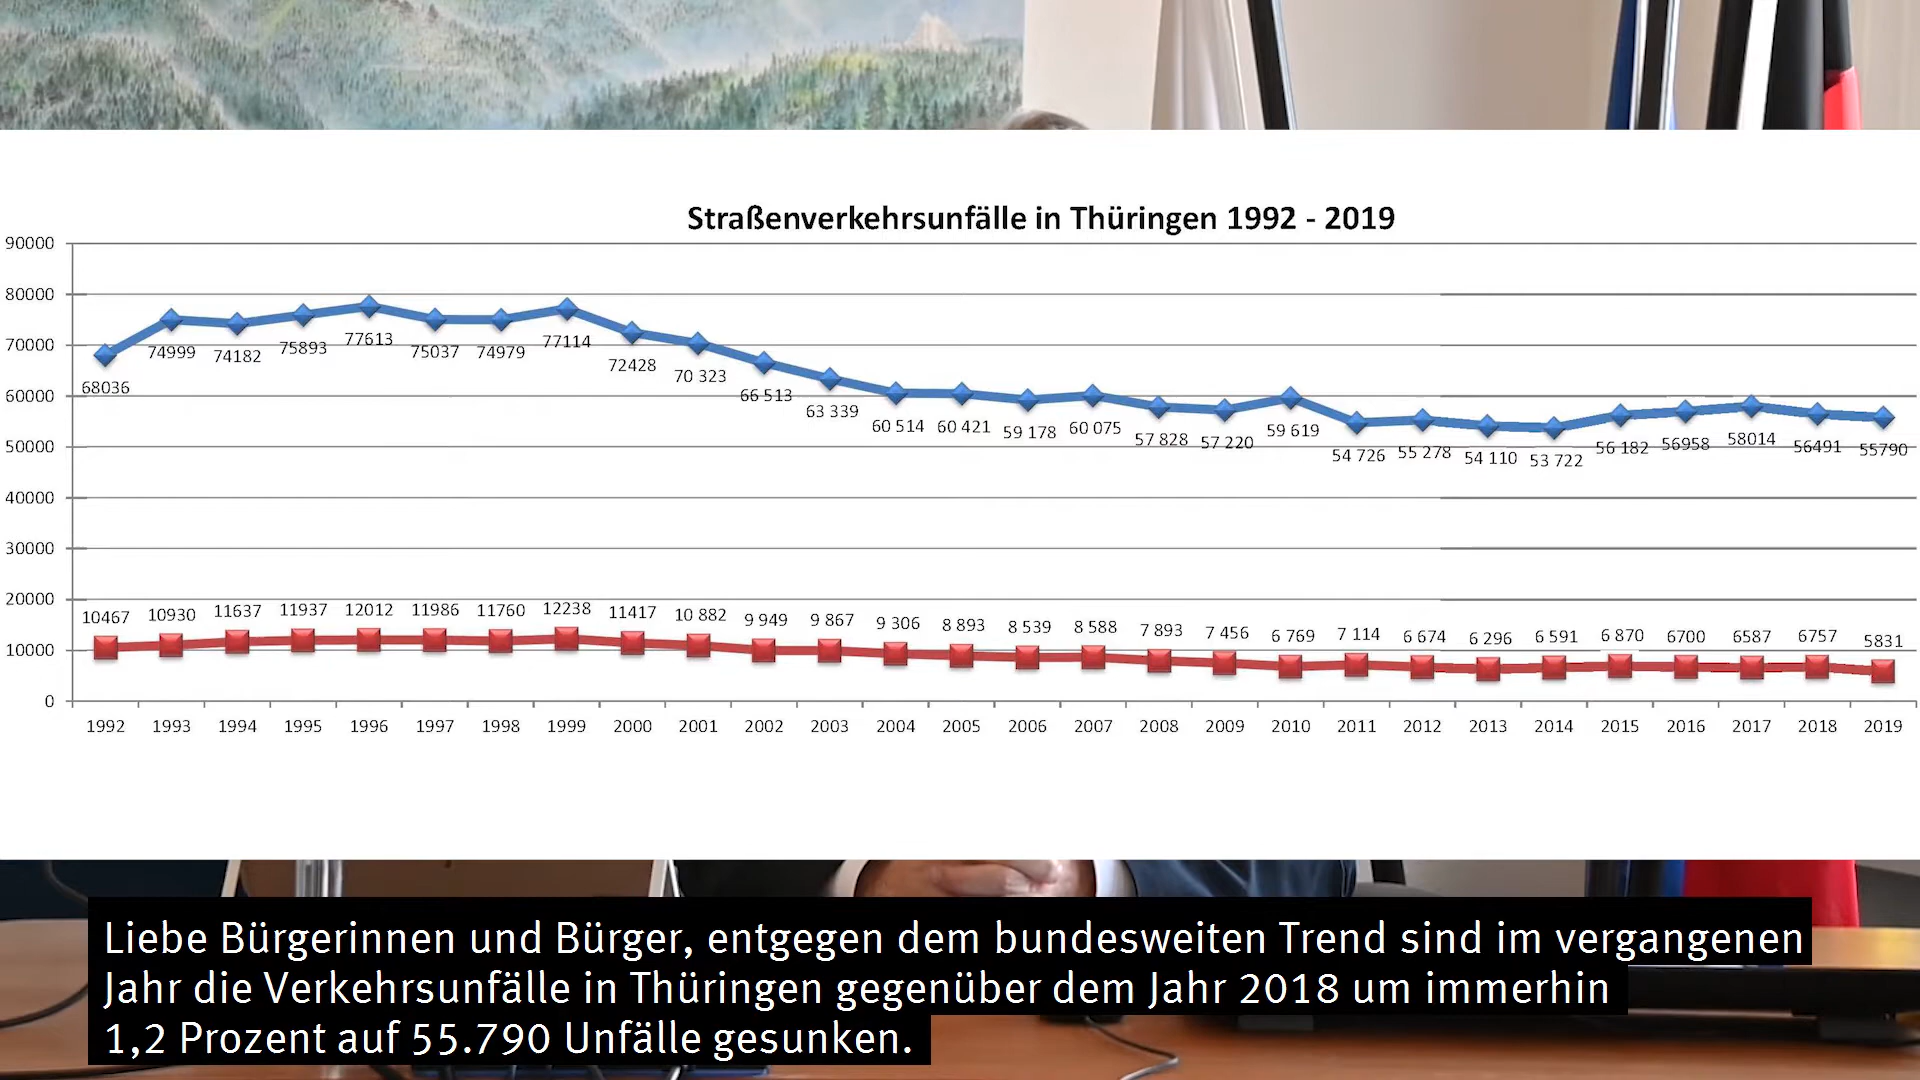 Straßenverkehrsunfälle in Thüringen 1992 - 2019
90000
80000
70000
60000
50000
40000
30000
20000
10000
0
68036 74999 74182 75893 77613 75037 74979 77114 72428 70 323 66 513 63 339 60 514 60 421 59 178 60 075 57 828 57 220 59 619 54 726 55 278 54 110 53 722 56 182 56958 58014 56491 55790
10467 10930 11637 11937 12012 11986 11760 12238 11417 10 882 9 949 9 867 9 306 8 893 8 539 8 588 7 893 7 456 6 769 7 114 6 674 6 296 6 591 6 870 6700 6587 6757 5831
1992 1993 1994 1995 1996 1997 1998 1999 2000 2001 2002 2003 2004 2005 2006 2007 2008 2009 2010 2011 2012 2013 2014 2015 2016 2017 2018 2019
Liebe Bürgerinnen und Bürger, entgegen dem bundesweiten Trend sind im vergangenen
Jahr die Verkehrsunfälle in Thüringen gegenüber dem Jahr 2018 um immerhin
1,2 Prozent auf 55.790 Unfälle gesunken.